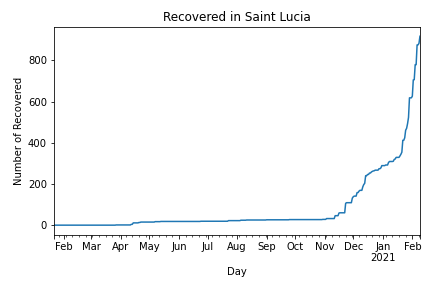 Recovered in Saint Lucia
Number of Recovered
800
600
400
200
0
Feb Mar Apr May Jun Jul Aug Sep Oct Nov Dec Jan Feb
2021
Day